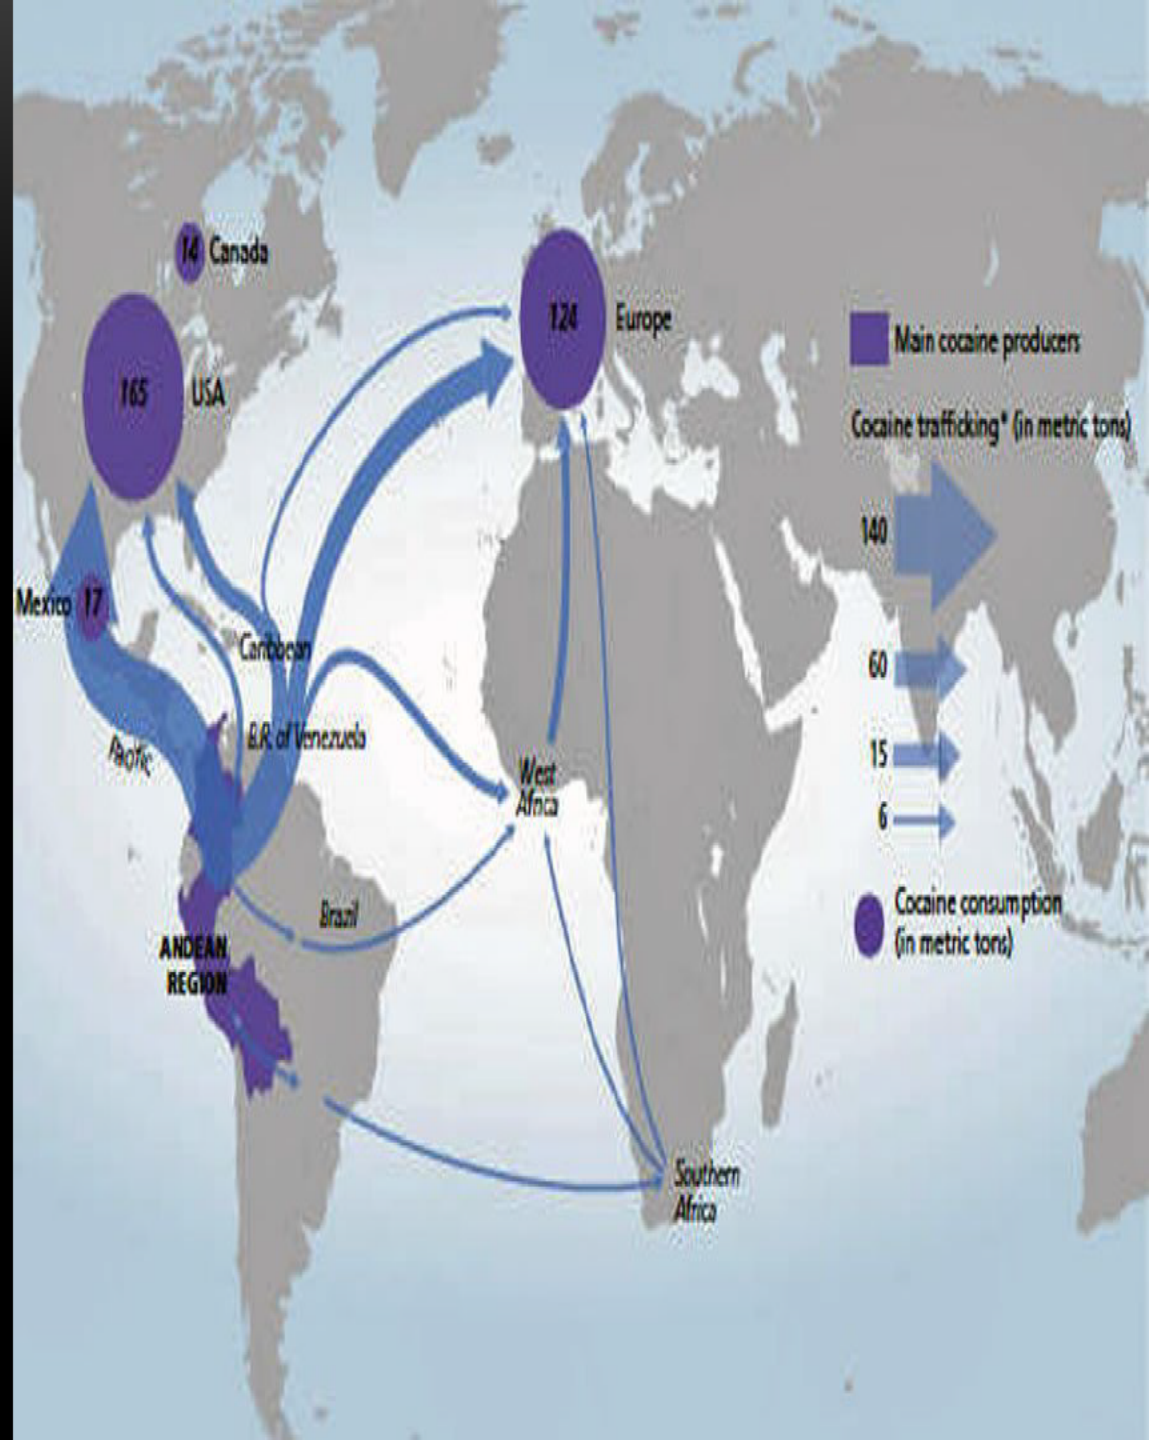 14 Canada
165 USA
124 Europe
Main cocaine producers
Cocaine trafficking* (in metric tons)
140
60
15
6
Cocaine consumption
(in metric tons)
Mexico 17
Caribbean
Pacific
B.R. of Venezuela
West
Africa
Brazil
ANDEAN
REGION
Southern
Africa